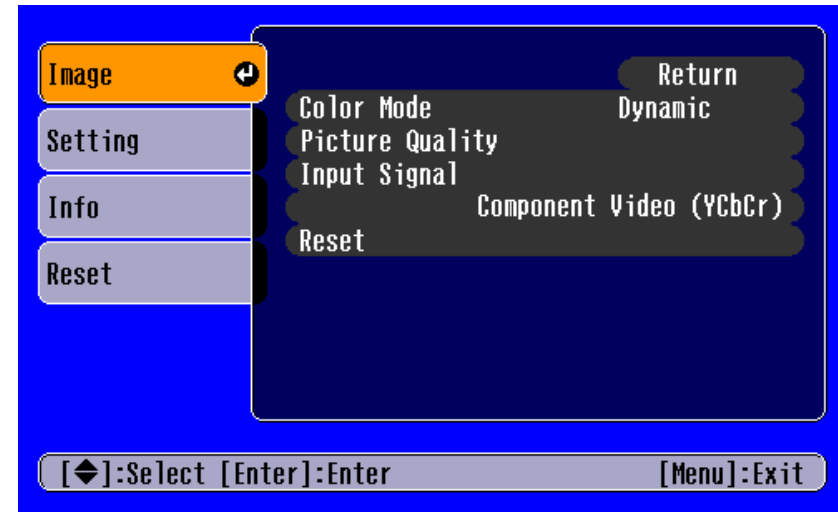 Image
Setting
Info
Reset
Return
Color Mode Dynamic
Picture Quality
Input Signal
Component Video (YCbCr)
Reset
[◆]:Select [Enter]:Enter [Menu]:Exit